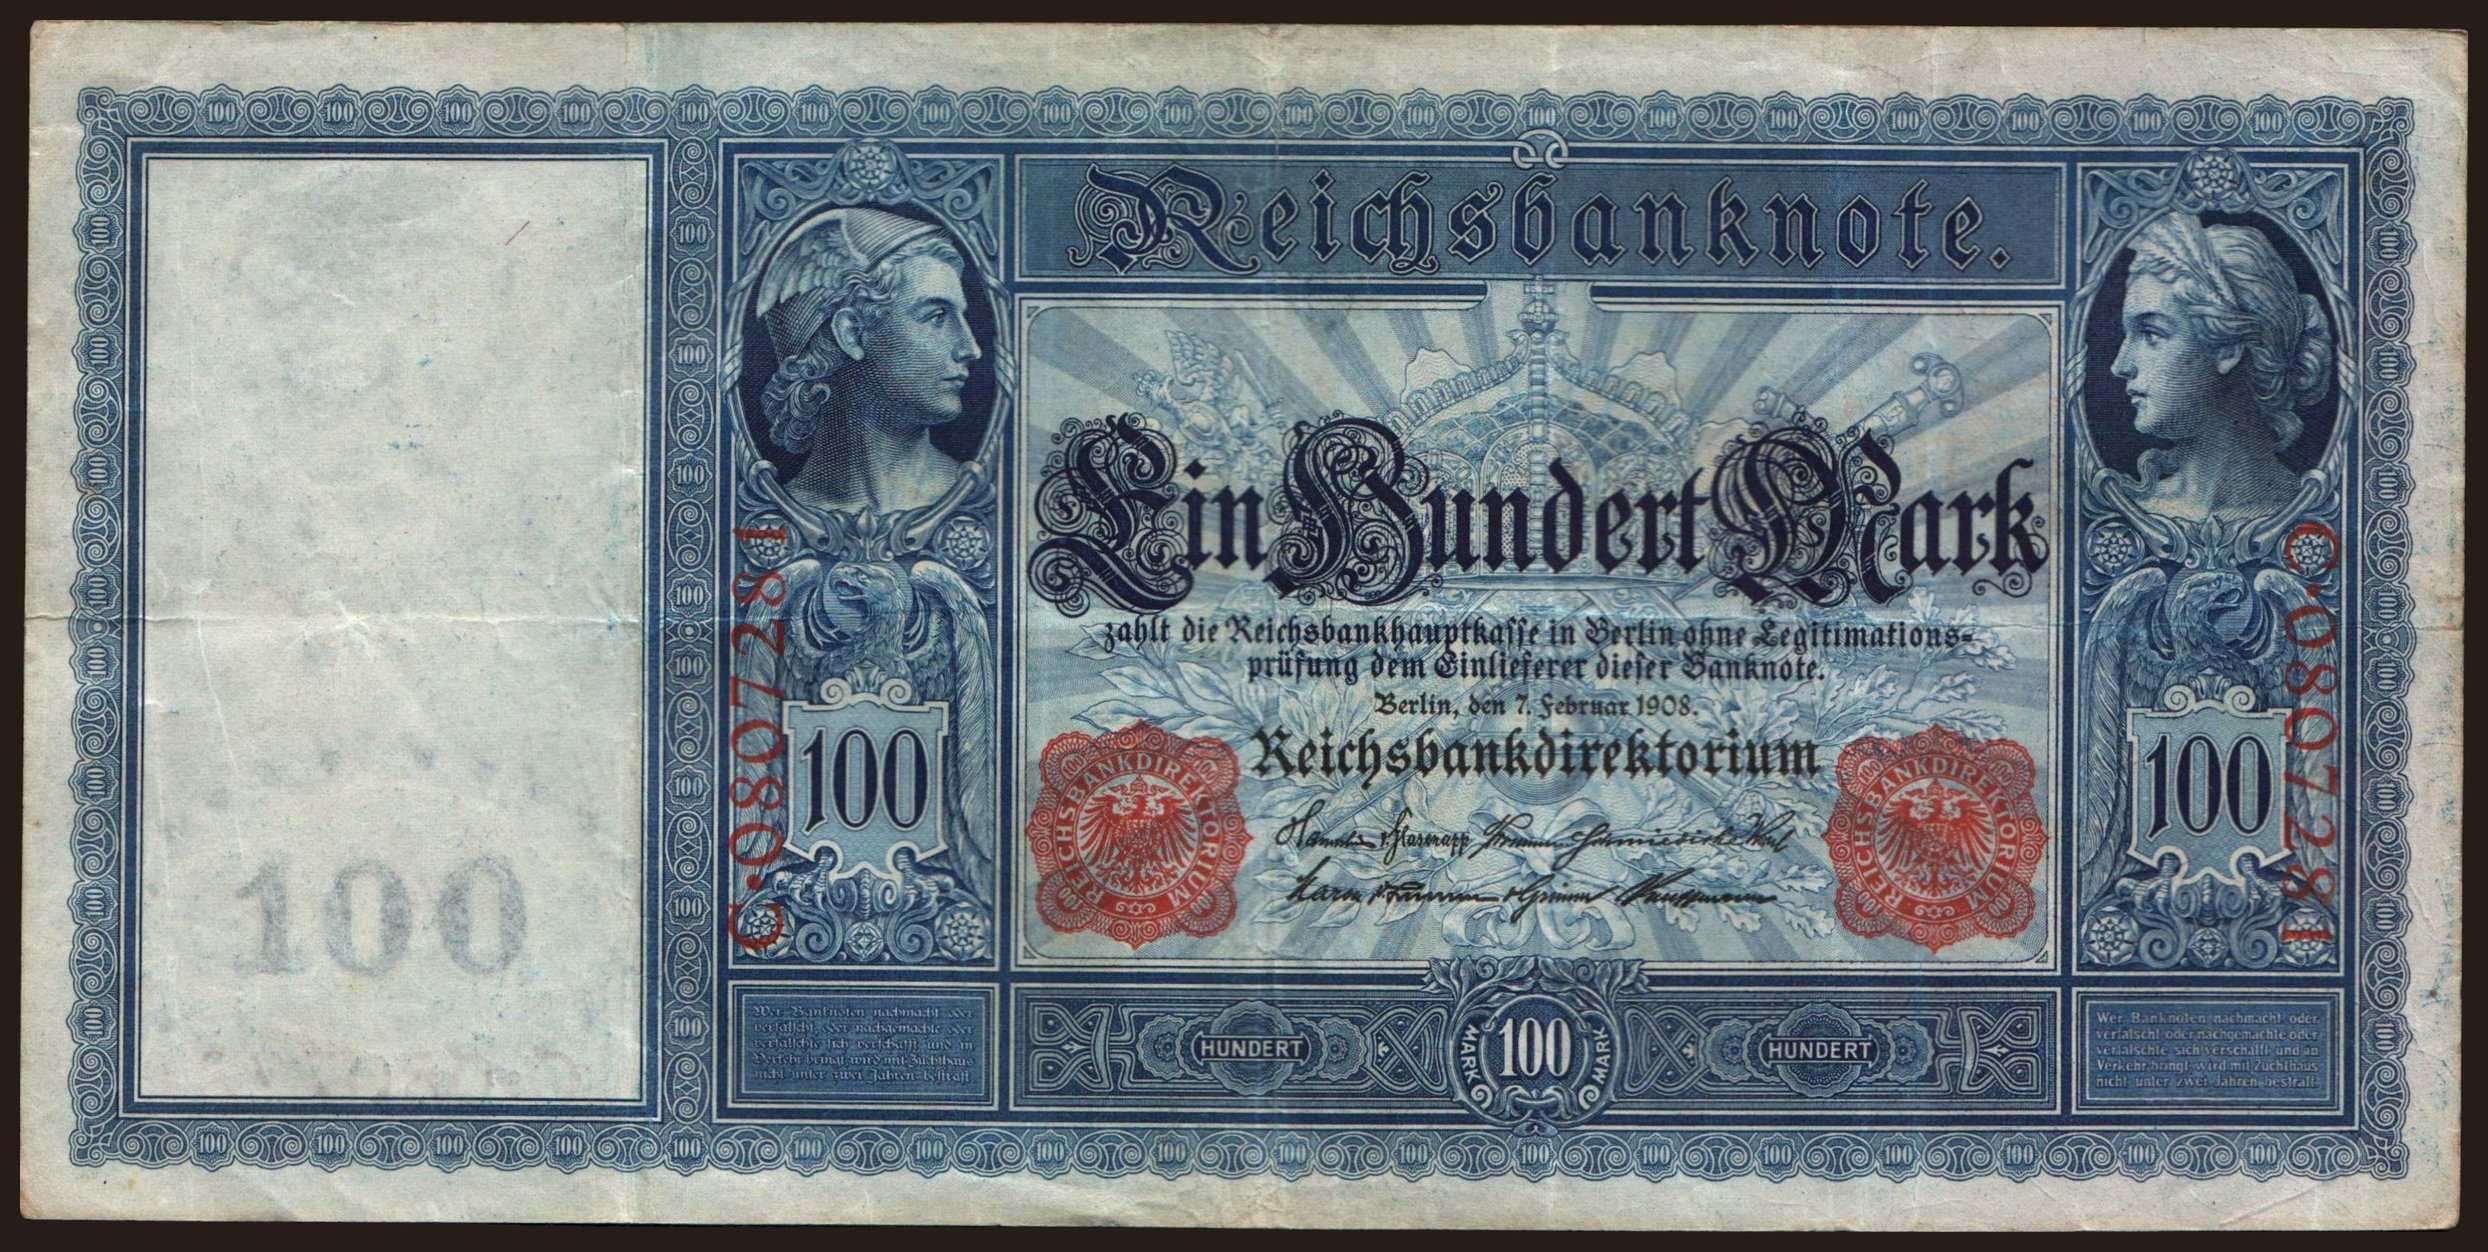 Reichsbanknote.
Ein Hundert Mark
zahlt die Reichsbankhauptkasse in Berlin ohne Legitimations-
prüfung dem Einlieferer dieser Banknote.
Berlin, den 7. Februar 1908.
Reichsbankdirektorium
v. Glasenapp
v. Grimm
REICHSBANKDIREKTORIUM
REICHSBANKDIREKTORIUM
C·0807281
C·0807281
100
100
100
Wer Banknoten nachmacht oder
verfälscht, oder nachgemachte oder
verfälschte sich verschafft und in
Verkehr bringt, wird mit Zuchthaus
nicht unter zwei Jahren bestraft.
HUNDERT
MARK 100 MARK
HUNDERT
Wer Banknoten nachmacht oder
verfälscht oder nachgemachte oder
verfälschte sich verschafft und in
Verkehr bringt, wird mit Zuchthaus
nicht unter zwei Jahren bestraft.